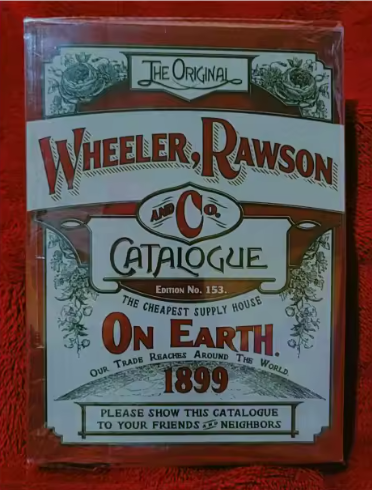 THE ORIGINAL
WHEELER, RAWSON
AND CO.
CATALOGUE
EDITION NO. 153.
THE CHEAPEST SUPPLY HOUSE
ON EARTH.
OUR TRADE REACHES AROUND THE WORLD.
1899
PLEASE SHOW THIS CATALOGUE
TO YOUR FRIENDS AND NEIGHBORS